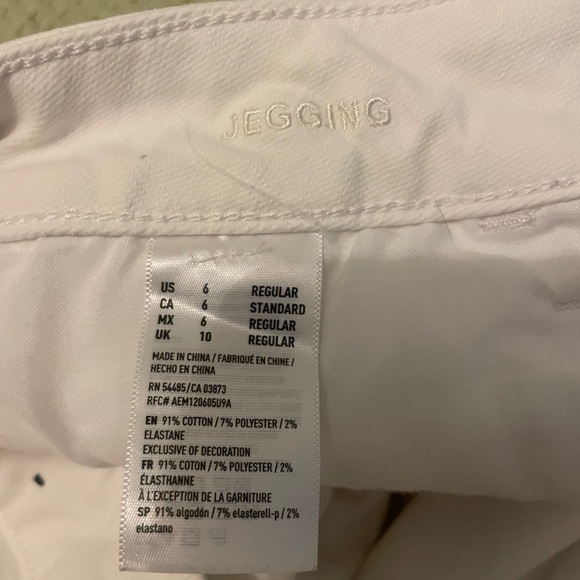 JEGGING
US 6 REGULAR
CA 6 STANDARD
MX 6 REGULAR
UK 10 REGULAR
MADE IN CHINA / FABRIQUÉ EN CHINE /
HECHO EN CHINA
RN 54485/CA 03873
RFC# AEM120605U9A
EN 91% COTTON / 7% POLYESTER / 2%
ELASTANE
EXCLUSIVE OF DECORATION
FR 91% COTON / 7% POLYESTER / 2%
ÉLASTHANNE
À L'EXCEPTION DE LA GARNITURE
SP 91% algodón / 7% elasterell-p / 2%
elastano